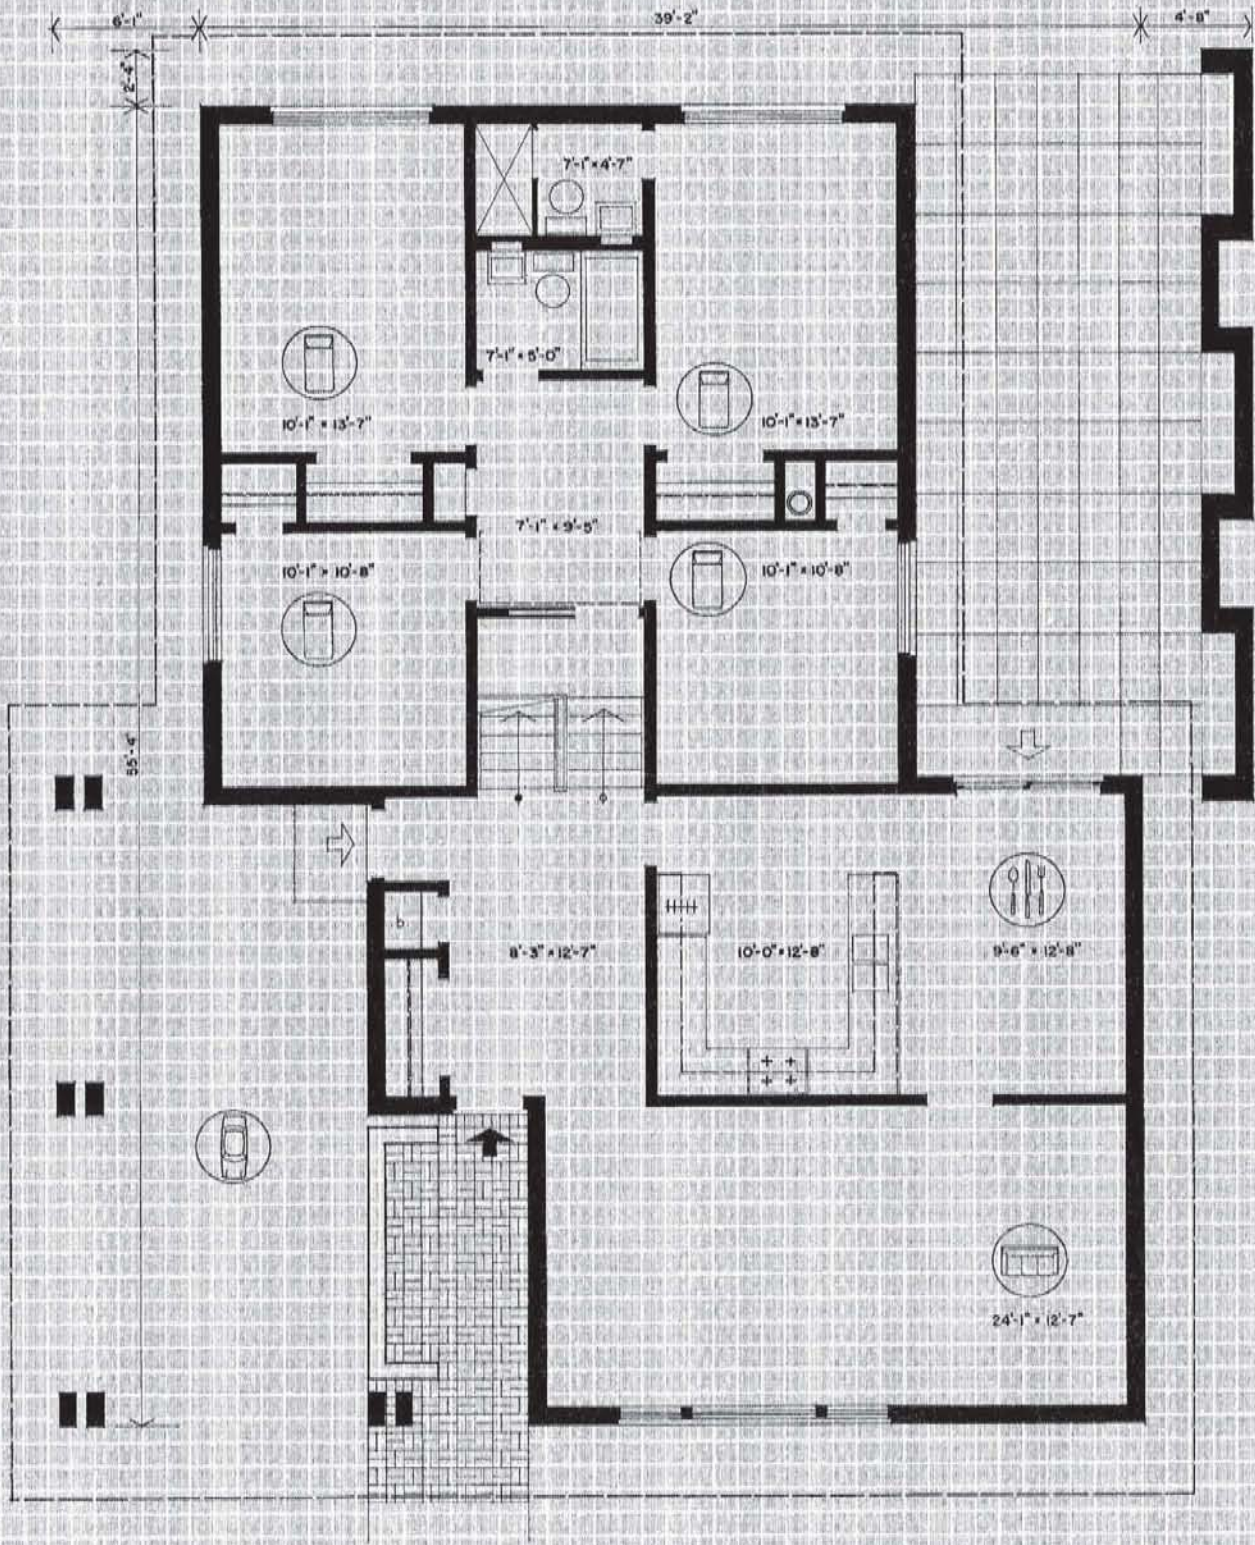 6'-1"
39'-2"
4'-8"
2'-4"
7'-1" × 4'-7"
7'-1" × 5'-0"
10'-1" × 13'-7"
10'-1" × 13'-7"
7'-1" × 9'-5"
10'-1" × 10'-8"
10'-1" × 10'-8"
55'-4"
b
8'-3" × 12'-7"
10'-0" × 12'-8"
9'-6" × 12'-8"
24'-1" × 12'-7"